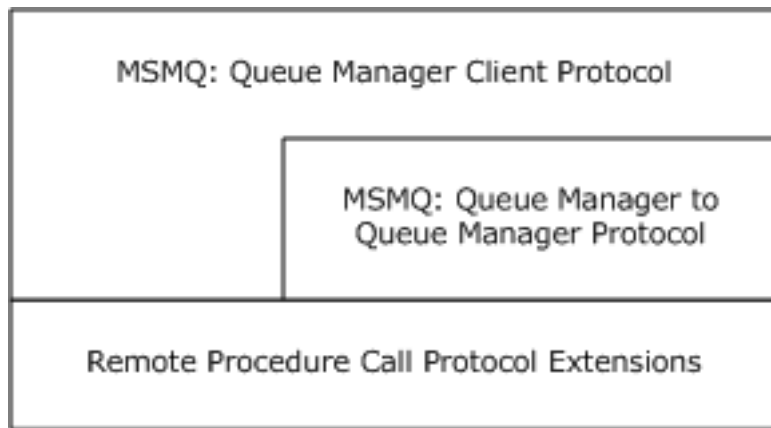 MSMQ: Queue Manager Client Protocol
MSMQ: Queue Manager to
Queue Manager Protocol
Remote Procedure Call Protocol Extensions